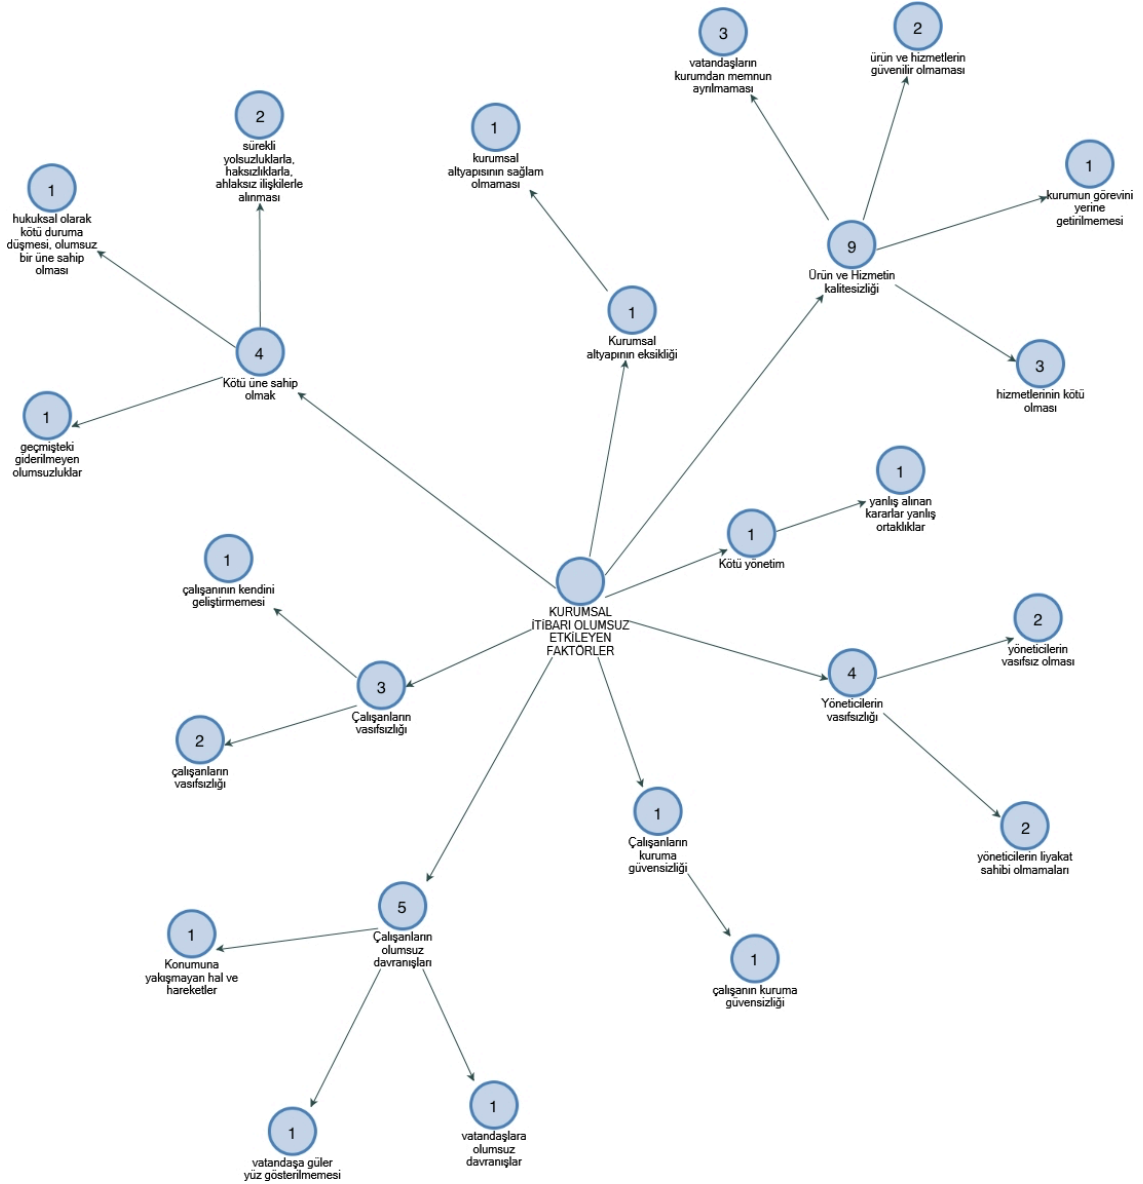 3
vatandaşların
kurumdan memnun
ayrılmaması
2
ürün ve hizmetlerin
güvenilir olmaması
2
sürekli
yolsuzluklarla,
haksızlıklarla,
ahlaksız ilişkilerle
alınması
1
kurumsal
altyapısının sağlam
olmaması
1
kurumun görevini
yerine
getirilmemesi
1
hukuksal olarak
kötü duruma
düşmesi, olumsuz
bir üne sahip
olması
9
Ürün ve Hizmetin
kalitesizliği
1
Kurumsal
altyapının eksikliği
4
Kötü üne sahip
olmak
3
hizmetlerinin kötü
olması
1
geçmişteki
giderilmeyen
olumsuzluklar
1
yanlış alınan
kararlar yanlış
ortaklıklar
1
Kötü yönetim
1
çalışanının kendini
geliştirmemesi
KURUMSAL
İTİBARI OLUMSUZ
ETKİLEYEN
FAKTÖRLER
2
yöneticilerin
vasıfsız olması
4
Yöneticilerin
vasıfsızlığı
3
Çalışanların
vasıfsızlığı
2
çalışanların
vasıfsızlığı
1
Çalışanların
kuruma
güvensizliği
2
yöneticilerin liyakat
sahibi olmamaları
5
Çalışanların
olumsuz
davranışları
1
Konumuna
yakışmayan hal ve
hareketler
1
çalışanın kuruma
güvensizliği
1
vatandaşlara
olumsuz
davranışlar
1
vatandaşa güler
yüz gösterilmemesi